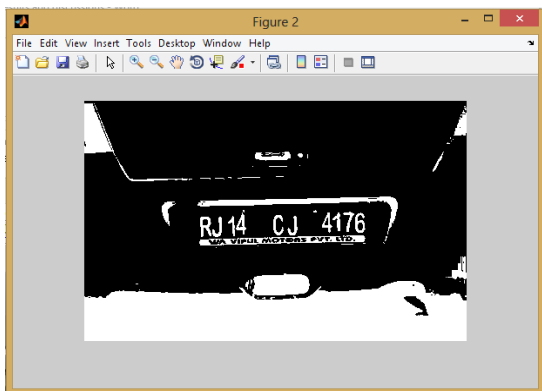 Figure 2
File Edit View Insert Tools Desktop Window Help
RJ14 CJ 4176
VIPUL MOTORS PVT. LTD.